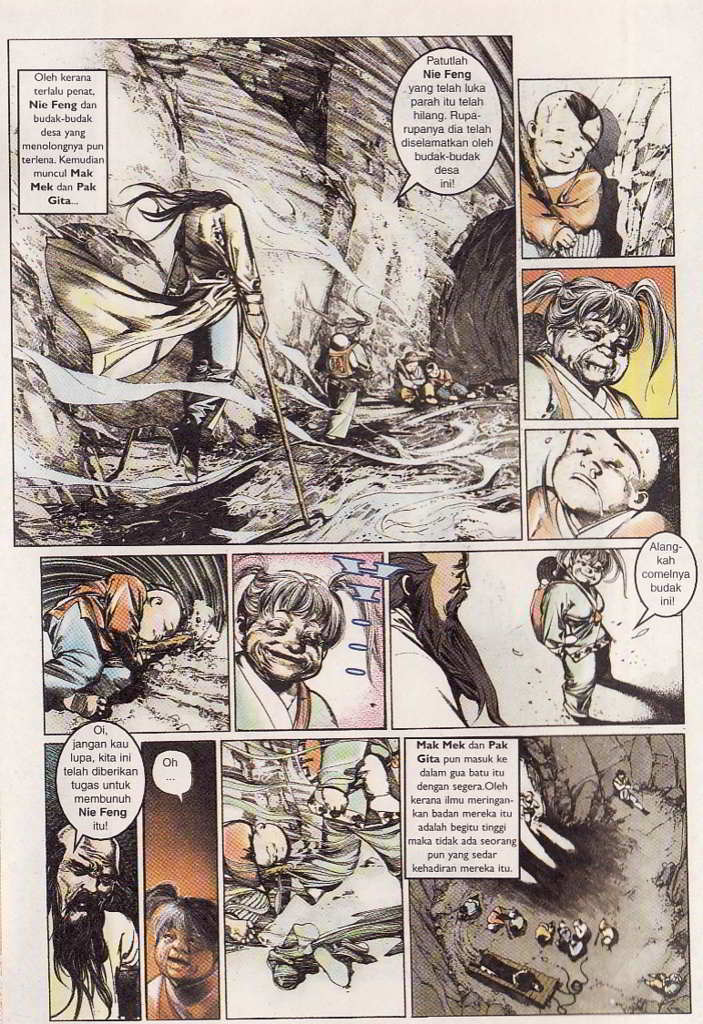 Oleh kerana
terlalu penat,
Nie Feng dan
budak-budak
desa yang
menolongnya pun
terlena. Kemudian
muncul Mak
Mek dan Pak
Gita...
Patutlah
Nie Feng
yang telah luka
parah itu telah
hilang. Rupa-
rupanya dia telah
diselamatkan oleh
budak-budak
desa
ini!
H
I
Alang-
kah
comelnya
budak
ini!
Oi,
jangan kau
lupa, kita ini
telah diberikan
tugas untuk
membunuh
Nie Feng
itu!
Oh
...
Mak Mek dan Pak
Gita pun masuk ke
dalam gua batu itu
dengan segera.Oleh
kerana ilmu meringan-
kan badan mereka itu
adalah begitu tinggi
maka tidak ada seorang
pun yang sedar
kehadiran mereka itu.